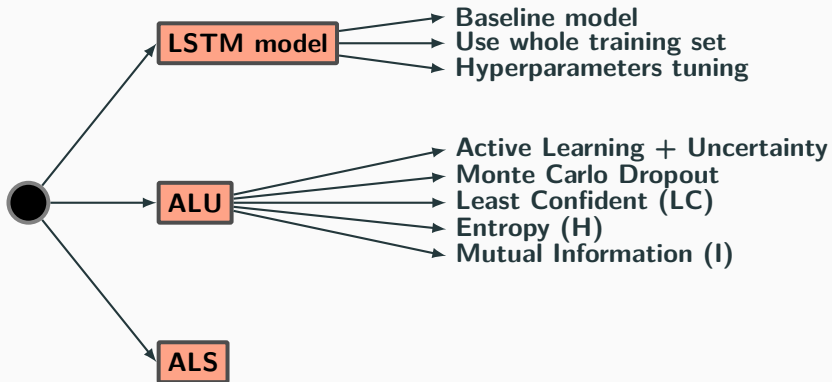 LSTM model
Baseline model
Use whole training set
Hyperparameters tuning
ALU
Active Learning + Uncertainty
Monte Carlo Dropout
Least Confident (LC)
Entropy (H)
Mutual Information (I)
ALS